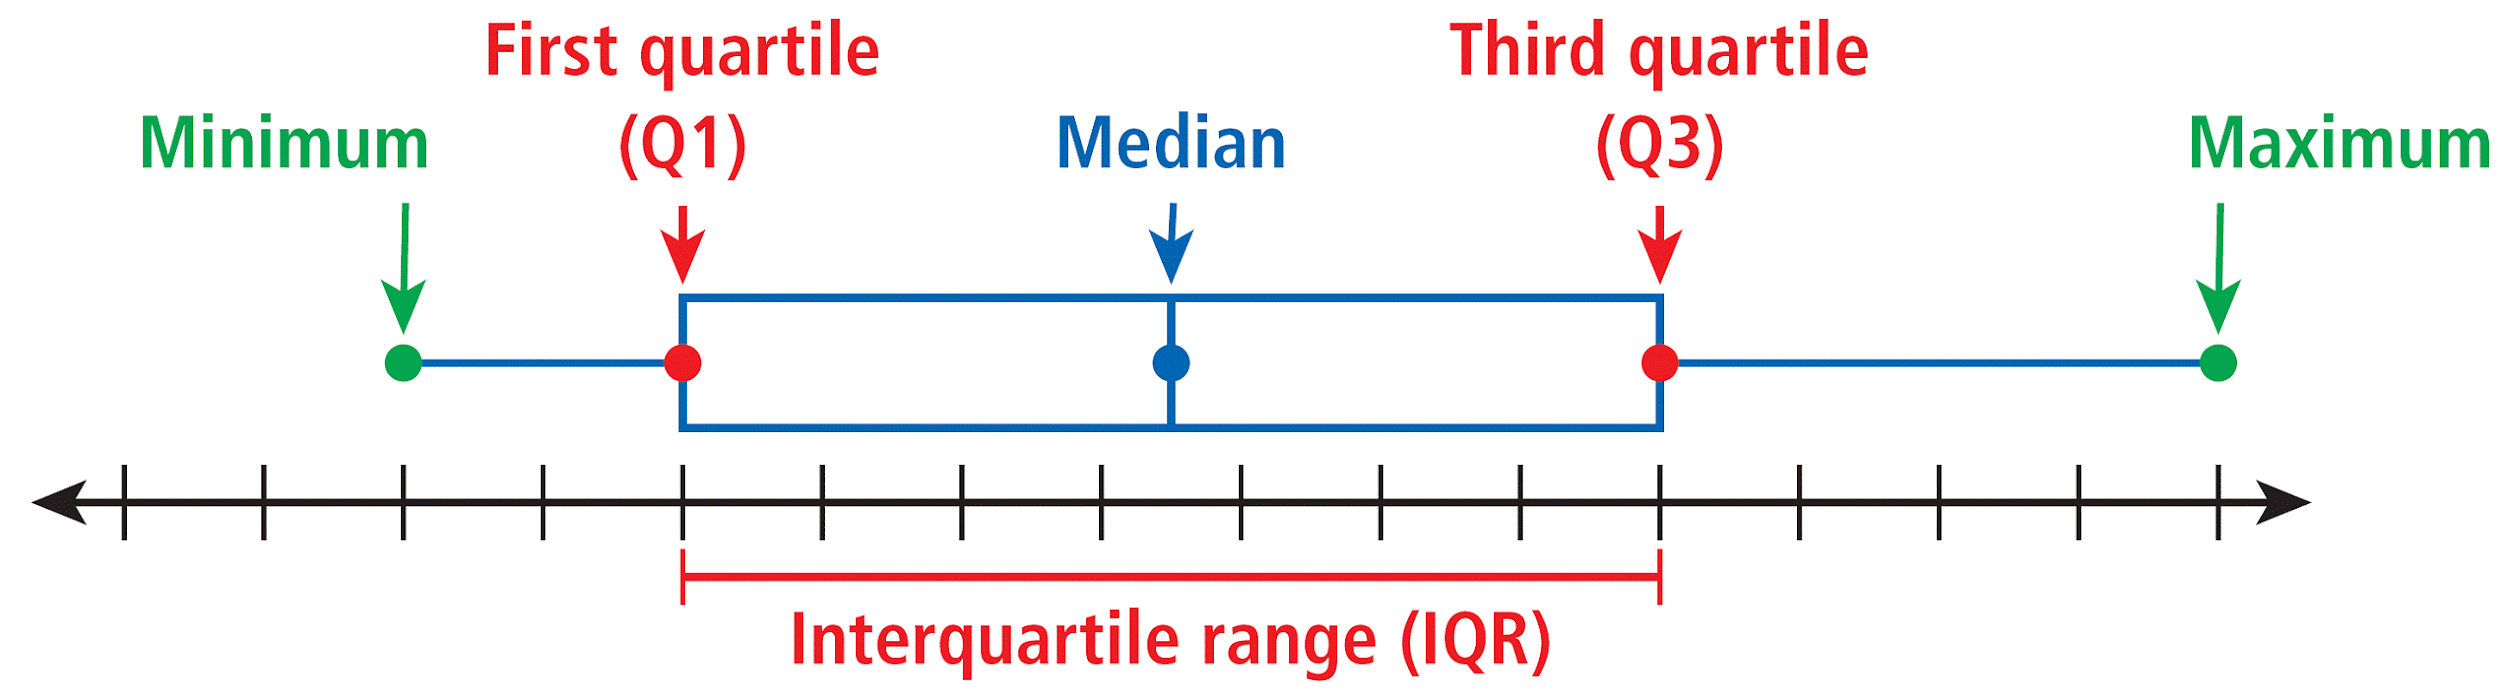 First quartile
(Q1)
Third quartile
(Q3)
Minimum
Median
Maximum
Interquartile range (IQR)